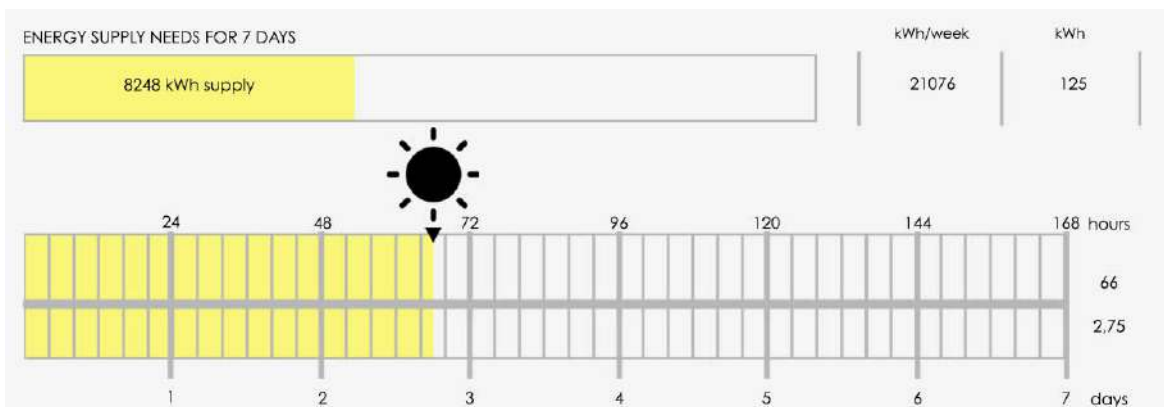 ENERGY SUPPLY NEEDS FOR 7 DAYS
kWh/week kWh
8248 kWh supply
21076 125
24 48 72 96 120 144 168 hours
66
2,75
1 2 3 4 5 6 7 days